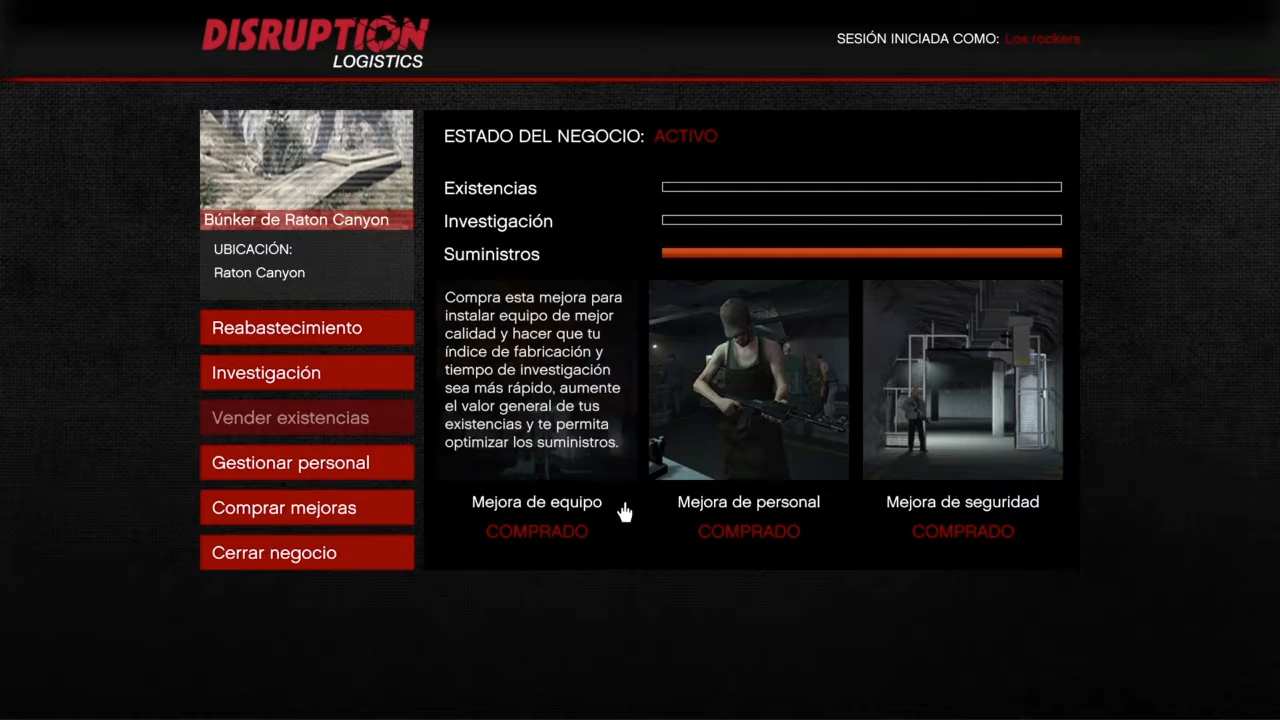 DISRUPTION
LOGISTICS
SESIÓN INICIADA COMO: Los rockers
Búnker de Raton Canyon
UBICACIÓN:
Raton Canyon
Reabastecimiento
Investigación
Vender existencias
Gestionar personal
Comprar mejoras
Cerrar negocio
ESTADO DEL NEGOCIO: ACTIVO
Existencias
Investigación
Suministros
Compra esta mejora para
instalar equipo de mejor
calidad y hacer que tu
índice de fabricación y
tiempo de investigación
sea más rápido, aumente
el valor general de tus
existencias y te permita
optimizar los suministros.
Mejora de equipo
COMPRADO
Mejora de personal
COMPRADO
Mejora de seguridad
COMPRADO